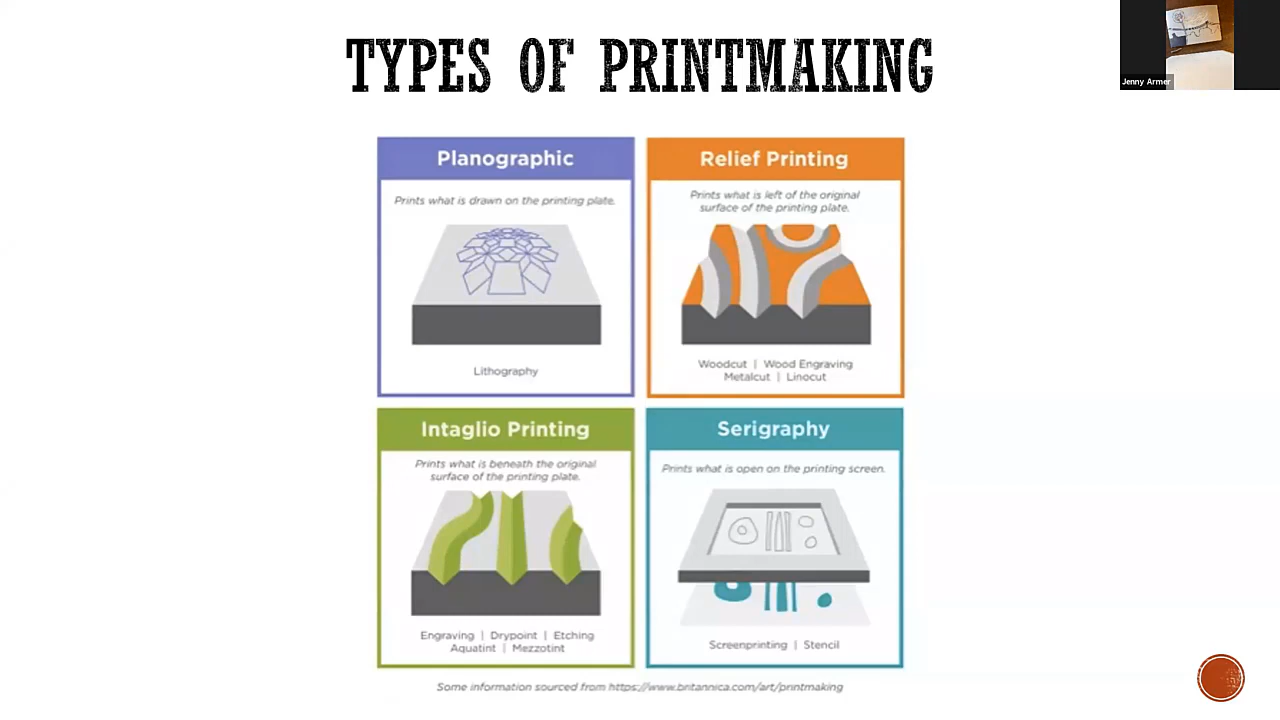 TYPES OF PRINTMAKING
Jenny Armer
Planographic
Prints what is drawn on the printing plate.
Lithography
Relief Printing
Prints what is left of the original
surface of the printing plate.
Woodcut | Wood Engraving
Metalcut | Linocut
Intaglio Printing
Prints what is beneath the original
surface of the printing plate.
Engraving | Drypoint | Etching
Aquatint | Mezzotint
Serigraphy
Prints what is open on the printing screen.
Screenprinting | Stencil
Some information sourced from https://www.britannica.com/art/printmaking